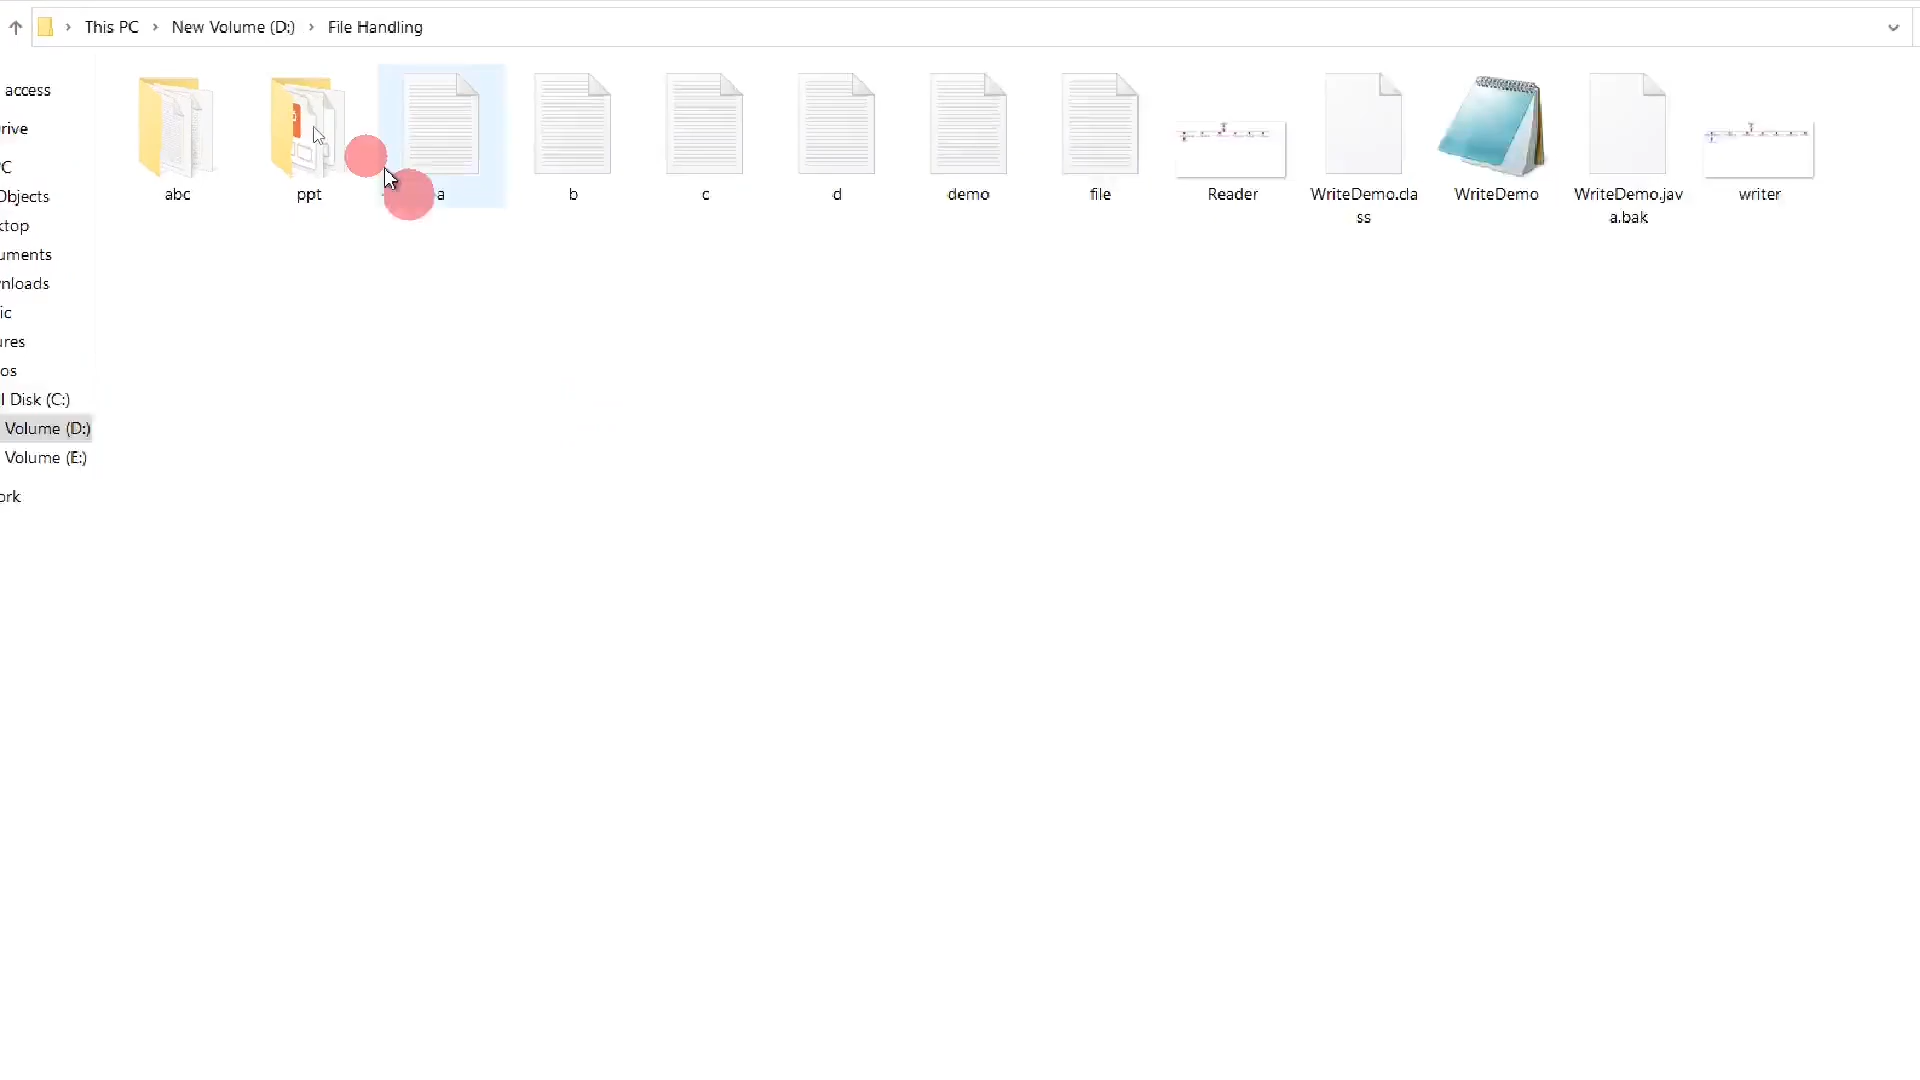 This PC > New Volume (D:) > File Handling
access
rive
C
Objects
ktop
uments
nloads
ic
ures
os
l Disk (C:)
Volume (D:)
Volume (E:)
ork
abc
ppt
a
b
c
d
demo
file
Reader
WriteDemo.cla
ss
WriteDemo
WriteDemo.jav
a.bak
writer